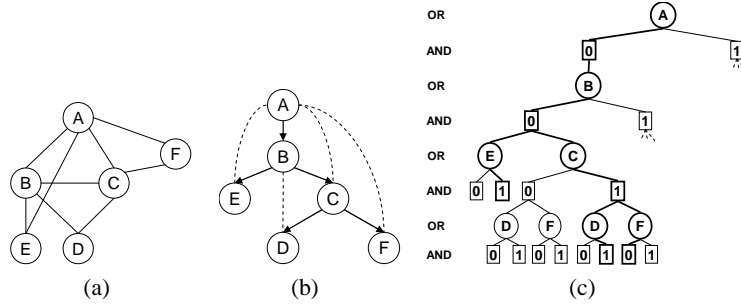 A
F
B
C
E
D
(a)
A
B
E
C
D
F
(b)
OR A
AND 0 1
OR B
AND 0 1
OR E C
AND 0 1 0 1
OR D F D F
AND 0 1 0 1 0 1 0 1
(c)